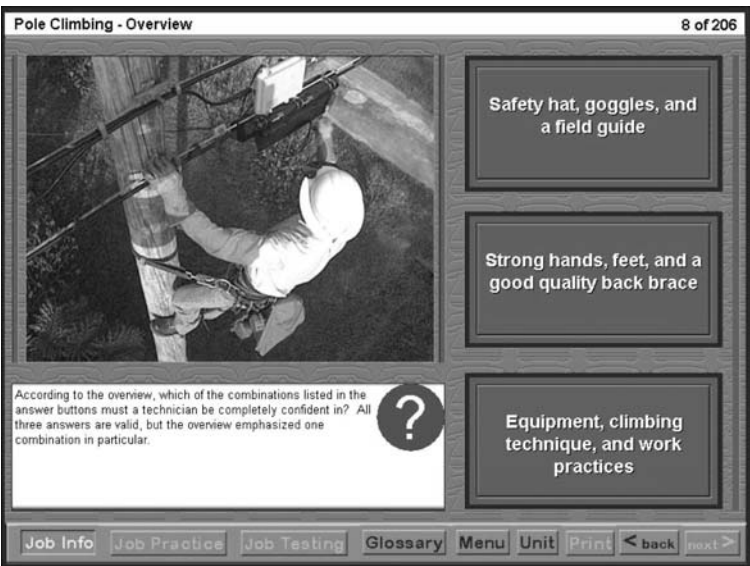 Pole Climbing - Overview
8 of 206
Safety hat, goggles, and
a field guide
Strong hands, feet, and a
good quality back brace
According to the overview, which of the combinations listed in the
answer buttons must a technician be completely confident in?  All
three answers are valid, but the overview emphasized one
combination in particular.
?
Equipment, climbing
technique, and work
practices
Job Info Job Practice Job Testing Glossary Menu Unit Print < back next >